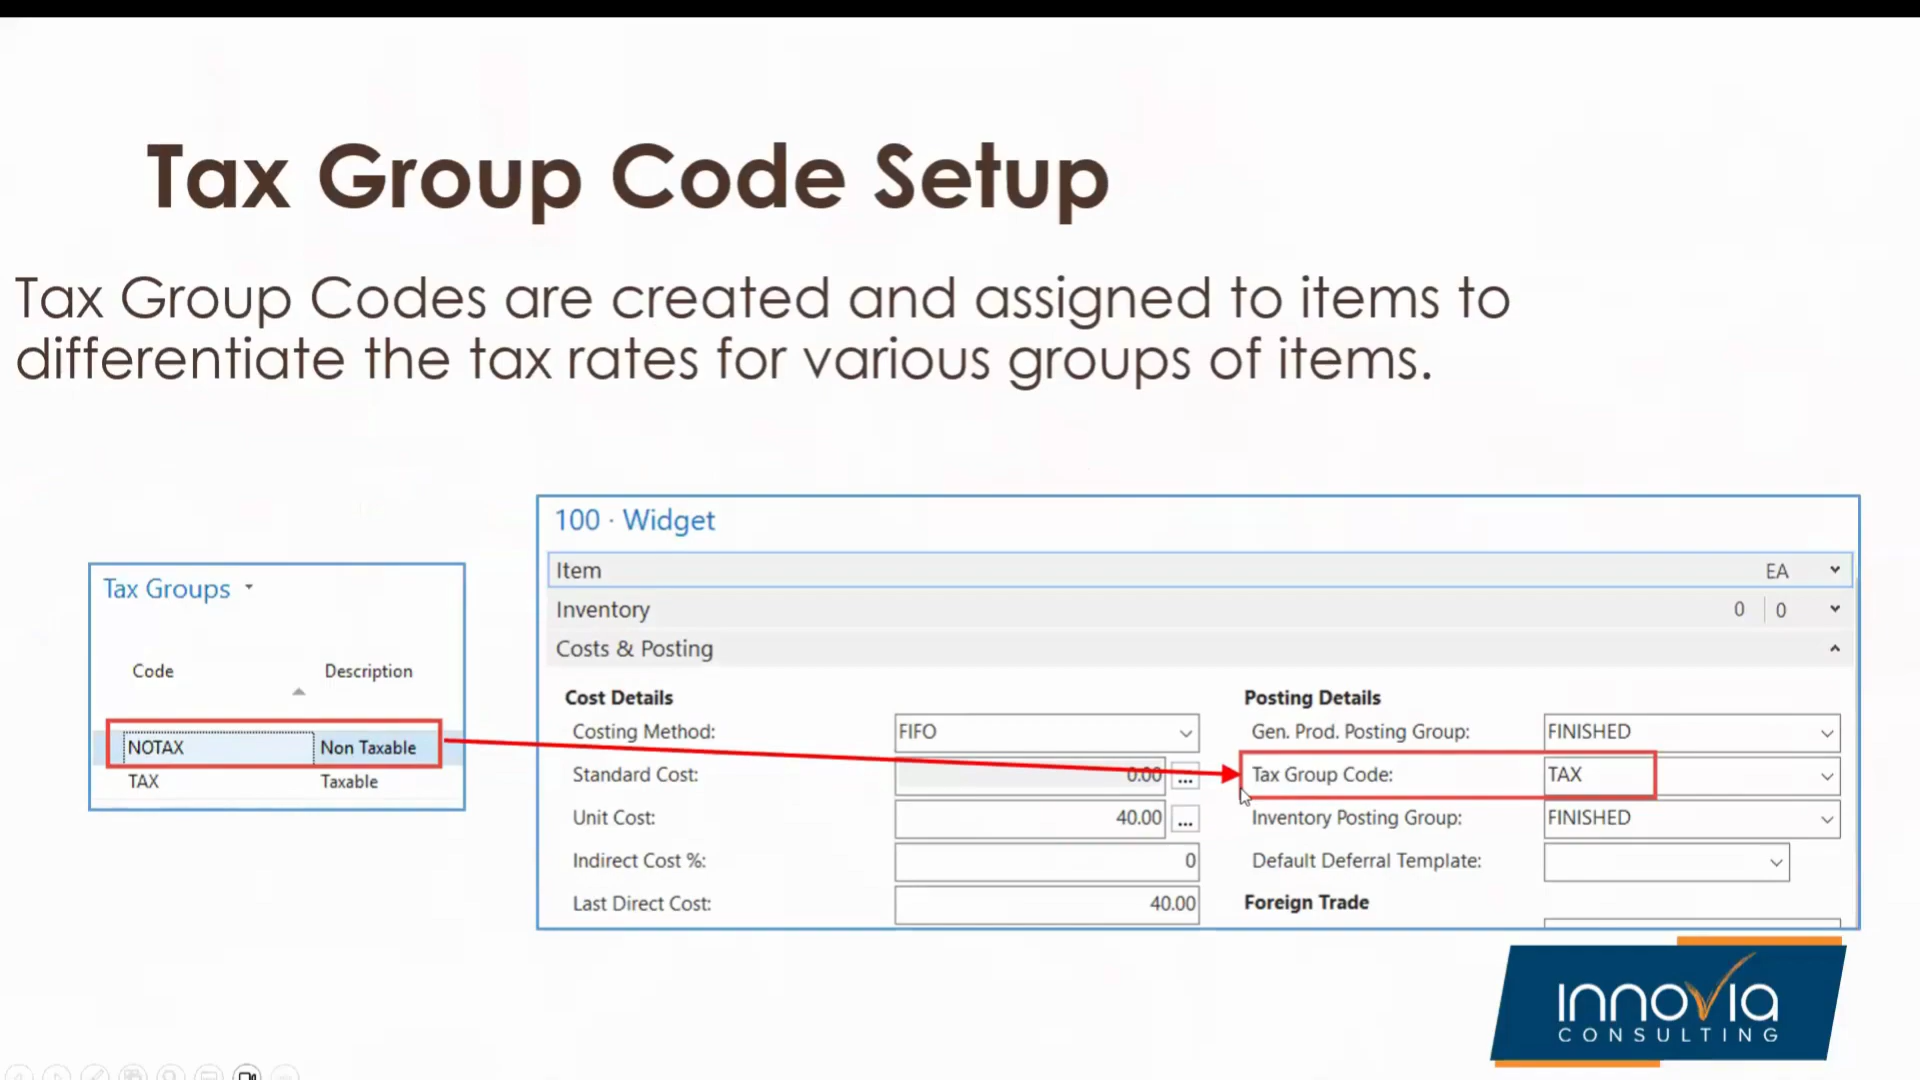 Tax Group Code Setup
Tax Group Codes are created and assigned to items to
differentiate the tax rates for various groups of items.
Tax Groups
Code Description
NOTAX Non Taxable
TAX Taxable
100 · Widget
Item EA
Inventory 0 0
Costs & Posting
Cost Details
Costing Method: FIFO
Standard Cost: 0.00 ...
Unit Cost: 40.00 ...
Indirect Cost %: 0
Last Direct Cost: 40.00
Posting Details
Gen. Prod. Posting Group: FINISHED
Tax Group Code: TAX
Inventory Posting Group: FINISHED
Default Deferral Template:
Foreign Trade
INNOVIA
CONSULTING